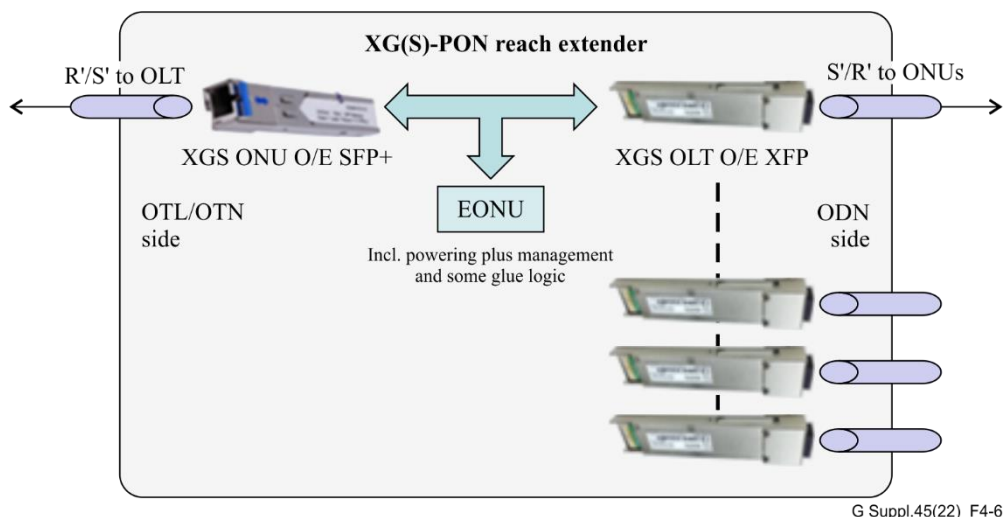 XG(S)-PON reach extender
R'/S' to OLT
S'/R' to ONUs
XGS ONU O/E SFP+
XGS OLT O/E XFP
OTL/OTN
side
EONU
ODN
side
Incl. powering plus management
and some glue logic
G Suppl.45(22)_F4-6